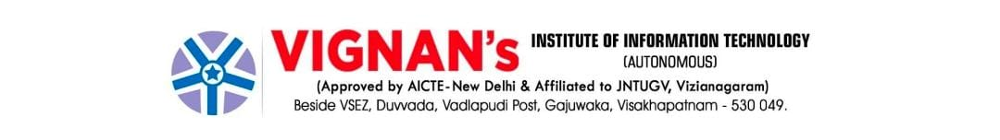 VIGNAN's INSTITUTE OF INFORMATION TECHNOLOGY
(AUTONOMOUS)
(Approved by AICTE-New Delhi & Affiliated to JNTUGV, Vizianagaram)
Beside VSEZ, Duvvada, Vadlapudi Post, Gajuwaka, Visakhapatnam - 530 049.